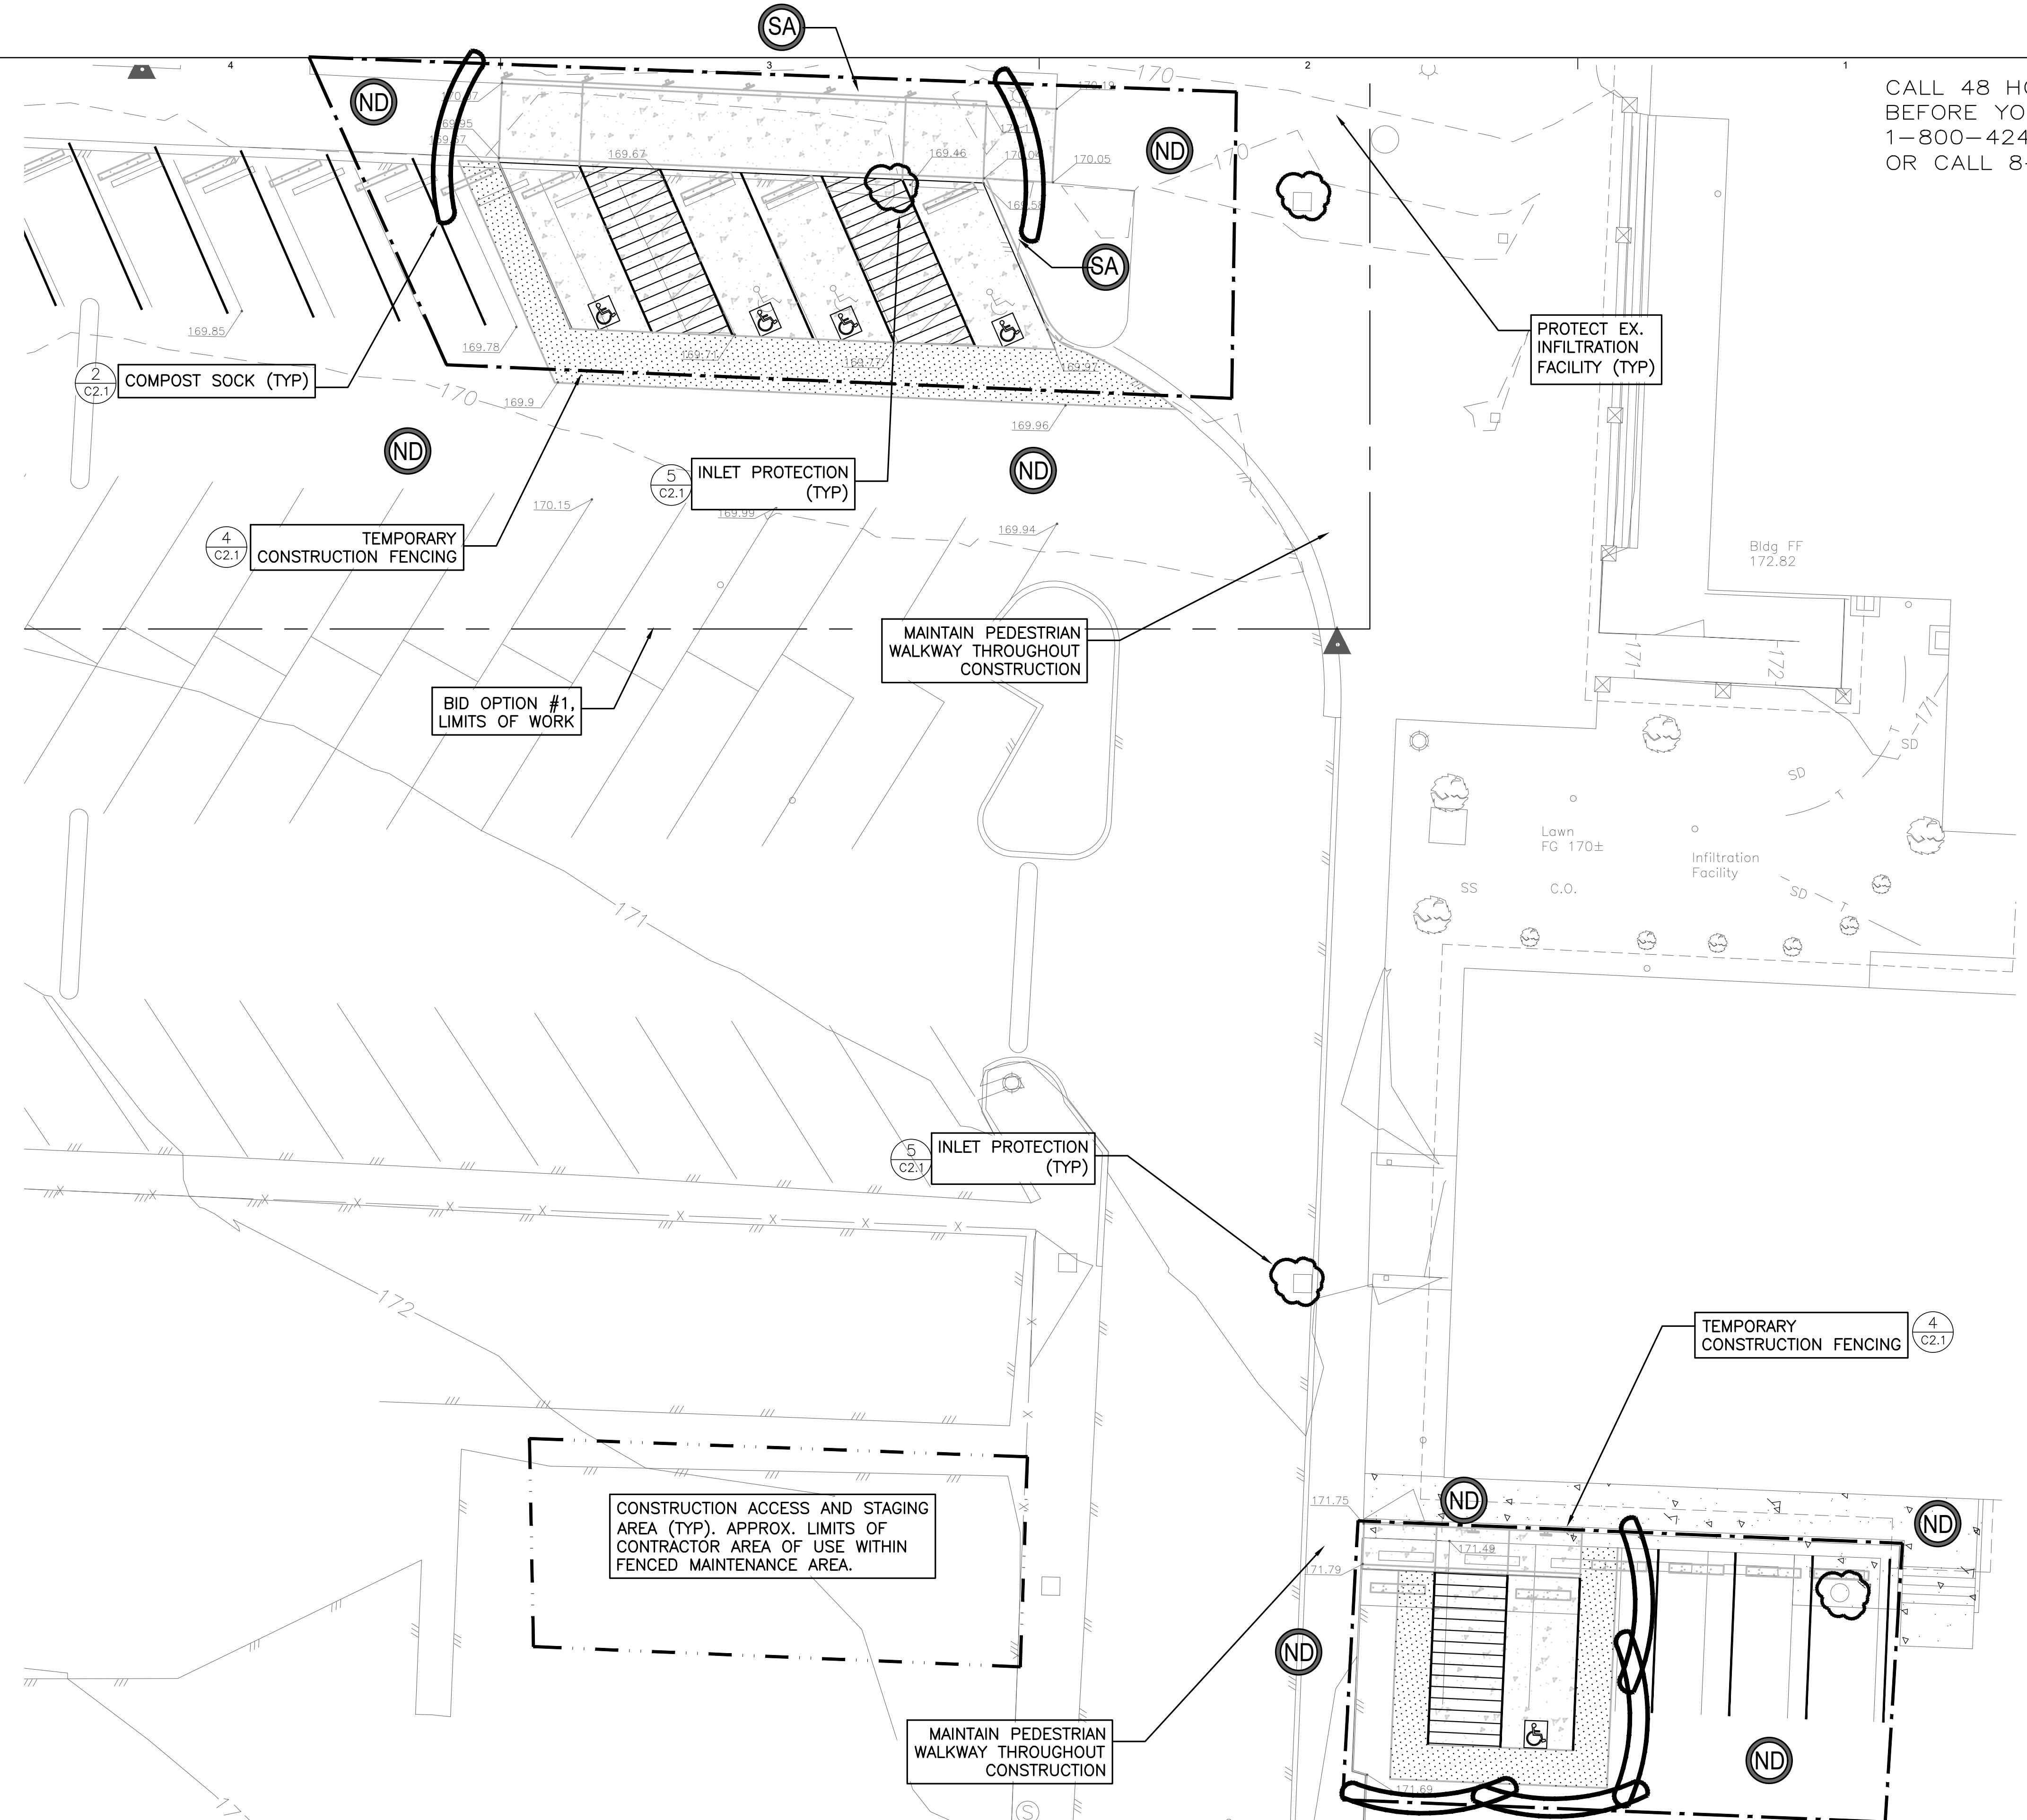 SA
4
3
2
1
CALL 48 HO
BEFORE YO
1-800-424
OR CALL 8-
ND
170
170.19
169.95
169.67
169.46
170.05
ND
170
SA
169.85
169.78
169.71
169.77
169.97
2
C2.1
COMPOST SOCK (TYP)
170
169.9
169.96
PROTECT EX.
INFILTRATION
FACILITY (TYP)
ND
ND
5
C2.1
INLET PROTECTION
(TYP)
170.15
169.99
169.94
4
C2.1
TEMPORARY
CONSTRUCTION FENCING
Bldg FF
172.82
MAINTAIN PEDESTRIAN
WALKWAY THROUGHOUT
CONSTRUCTION
171
172
171
BID OPTION #1,
LIMITS OF WORK
SD
SD
Lawn
FG 170±
Infiltration
Facility
SS
C.O.
SD
171
5
C2.1
INLET PROTECTION
(TYP)
172
TEMPORARY
CONSTRUCTION FENCING
4
C2.1
CONSTRUCTION ACCESS AND STAGING
AREA (TYP). APPROX. LIMITS OF
CONTRACTOR AREA OF USE WITHIN
FENCED MAINTENANCE AREA.
171.75
ND
ND
171.79
ND
MAINTAIN PEDESTRIAN
WALKWAY THROUGHOUT
CONSTRUCTION
ND
171.69
S